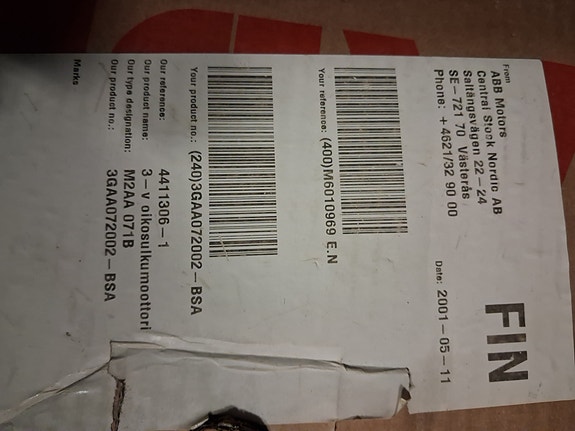 FIN
From
ABB Motors
Central Stock Nordic AB
Saltängsvägen 22-24
SE-721 70 Västerås
Phone: +4621/32 90 00
Date: 2001-05-11
Your reference: (400)M6010969 E.N
Your product no.: (240)3GAA072002-BSA
Our reference: 4411306-1
Our product name: 3-v oikosulkumoottori
Our type designation: M2AA 071B
Our product no.: 3GAA072002-BSA
Marks